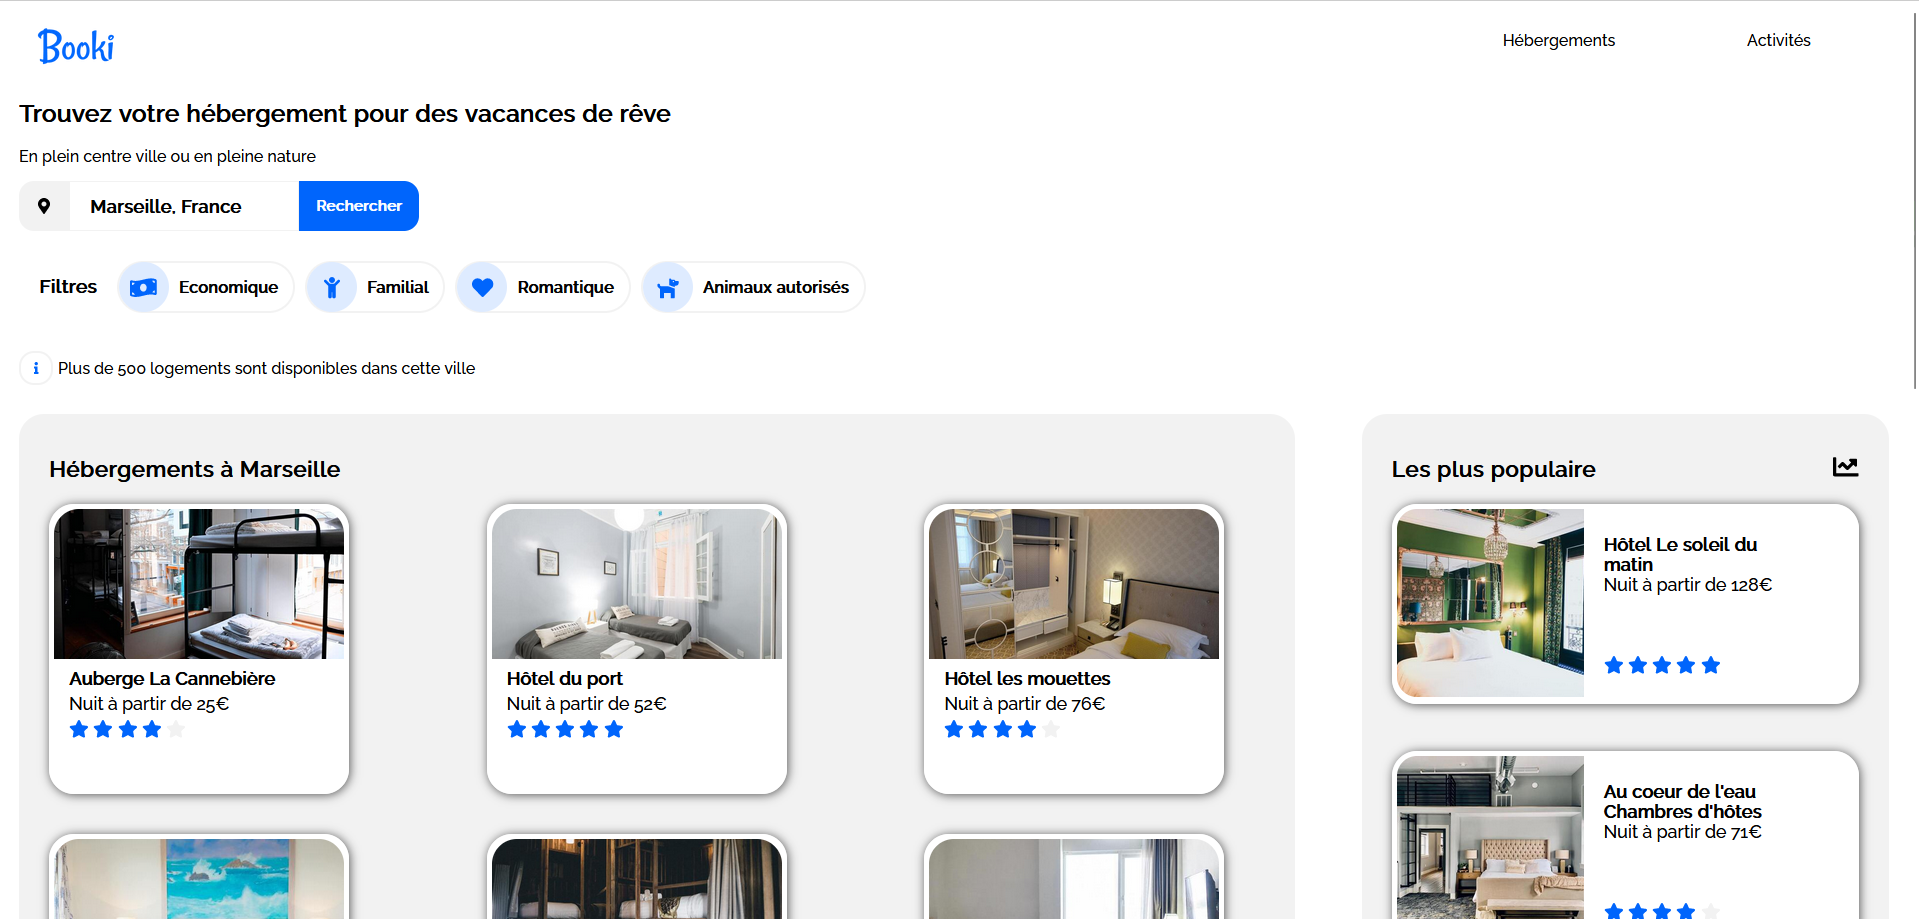 Booki
Hébergements
Activités
Trouvez votre hébergement pour des vacances de rêve
En plein centre ville ou en pleine nature
Marseille, France
Rechercher
Filtres
Economique
Familial
Romantique
Animaux autorisés
Plus de 500 logements sont disponibles dans cette ville
Hébergements à Marseille
Auberge La Cannebière
Nuit à partir de 25€
Hôtel du port
Nuit à partir de 52€
Hôtel les mouettes
Nuit à partir de 76€
Les plus populaire
Hôtel Le soleil du
matin
Nuit à partir de 128€
Au coeur de l'eau
Chambres d'hôtes
Nuit à partir de 71€